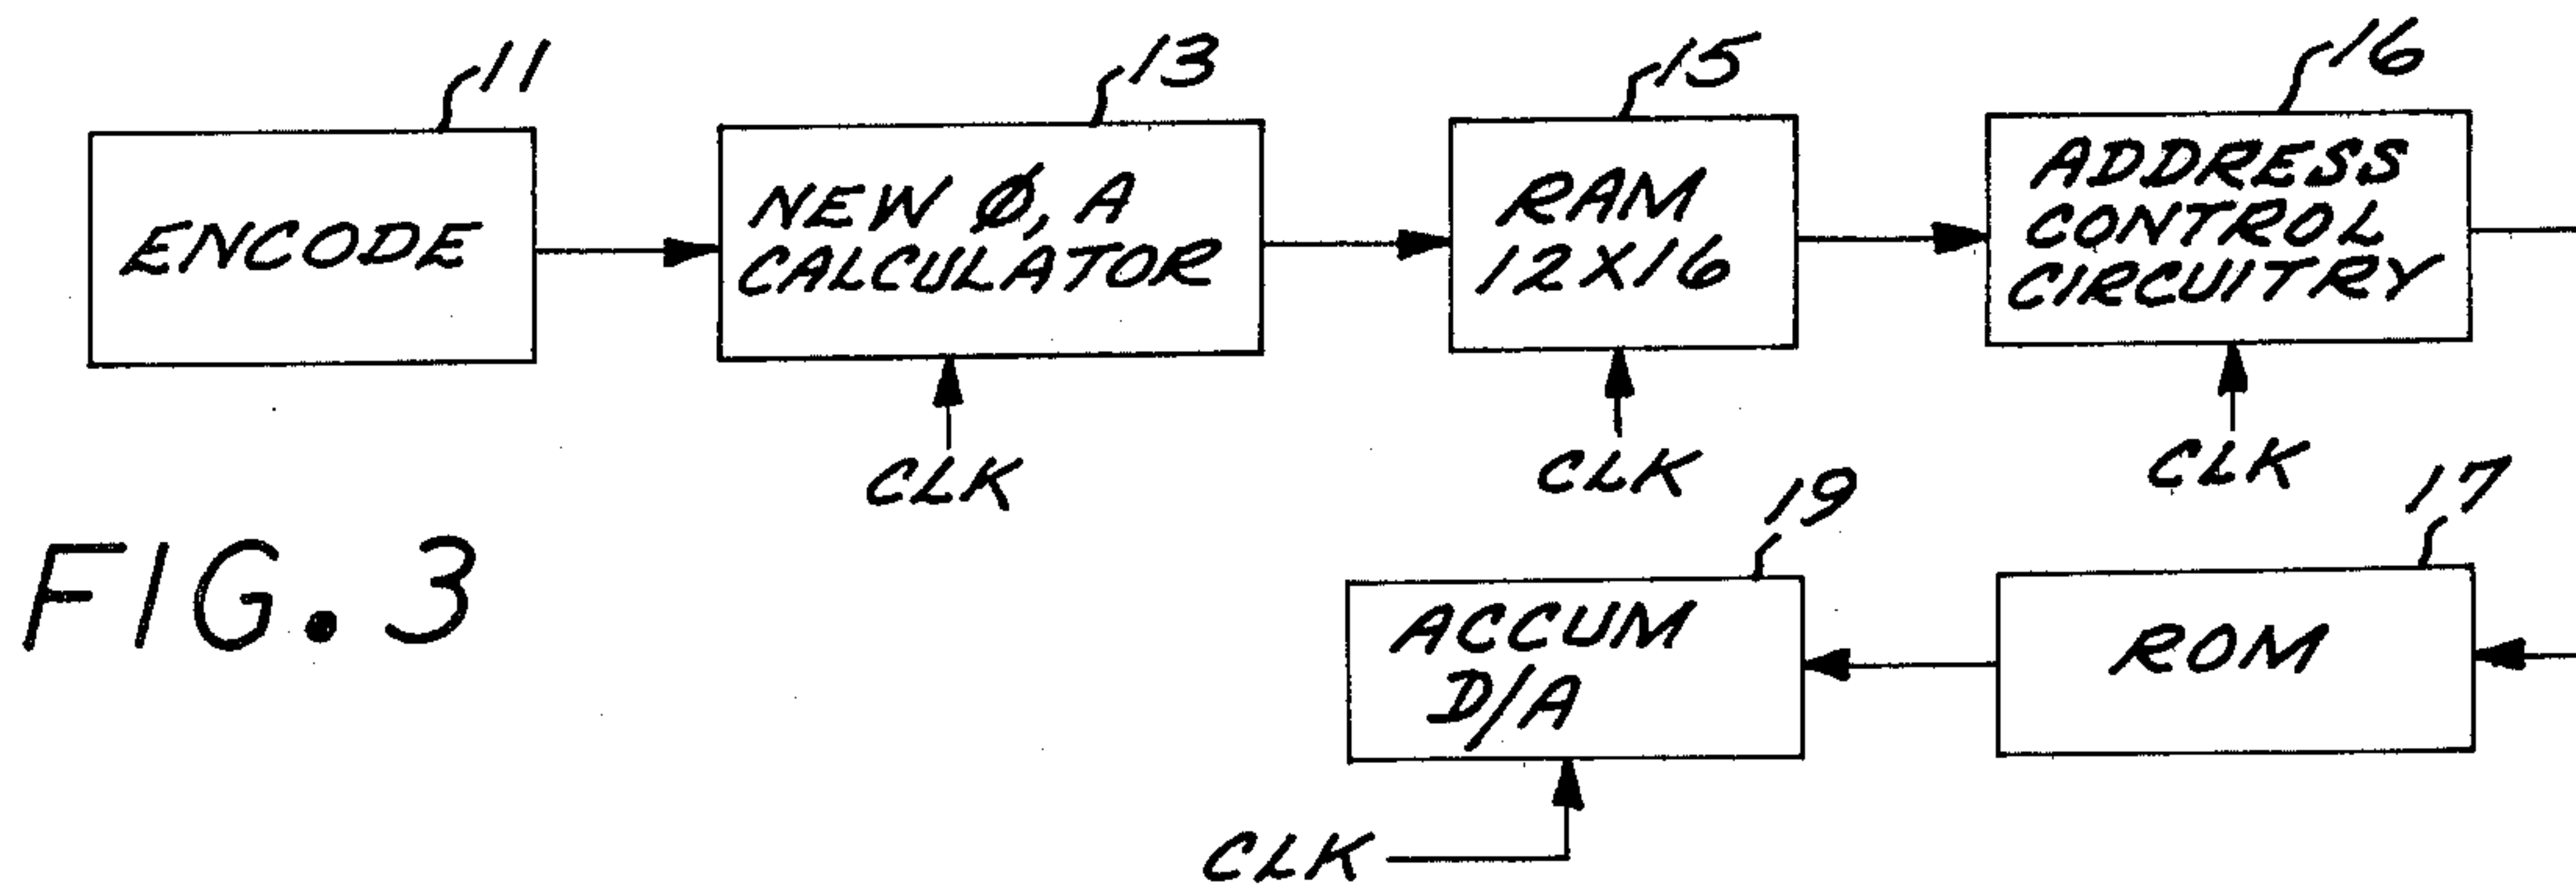 11
13
15
16
ENCODE
NEW Ø, A
CALCULATOR
RAM
12X16
ADDRESS
CONTROL
CIRCUITRY
CLK
CLK
CLK
19
17
FIG. 3
ACCUM
D/A
ROM
CLK